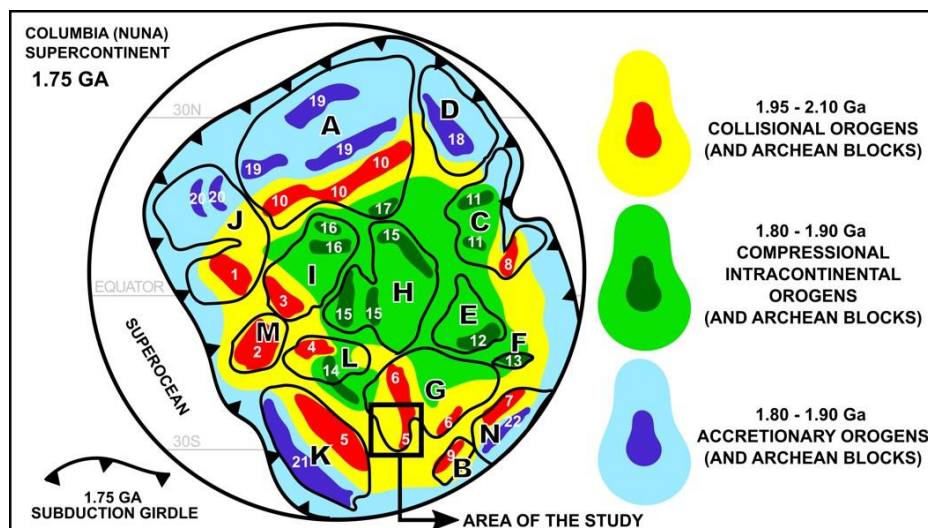 COLUMBIA (NUNA)
SUPERCONTINENT
1.75 GA
30N
EQUATOR
SUPEROCEAN
30S
1.75 GA
SUBDUCTION GIRDLE
A
19
19
19
D
18
10
10
10
20
20
J
17
11
C
11
16
16
15
I
H
8
1
3
15
15
E
12
M
2
4
L
14
F
13
6
G
6
7
22
N
5
K
21
5
9
B
AREA OF THE STUDY
1.95 - 2.10 Ga
COLLISIONAL OROGENS
(AND ARCHEAN BLOCKS)
1.80 - 1.90 Ga
COMPRESSIONAL
INTRACONTINENTAL
OROGENS
(AND ARCHEAN BLOCKS)
1.80 - 1.90 Ga
ACCRETIONARY OROGENS
(AND ARCHEAN BLOCKS)